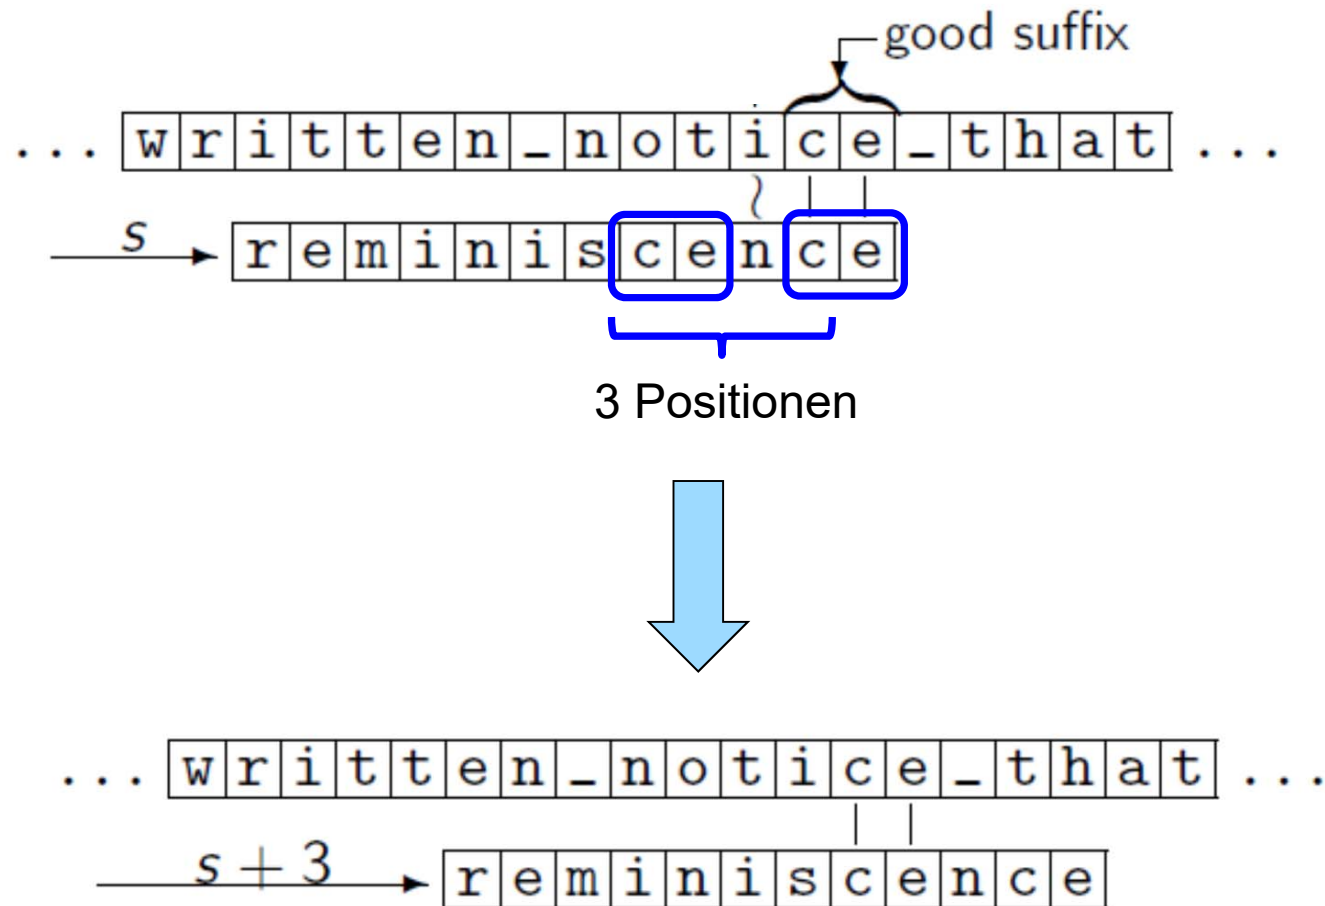 good suffix
... written_notice_that ...
s reminiscence
3 Positionen
... written_notice_that ...
s + 3 reminiscence